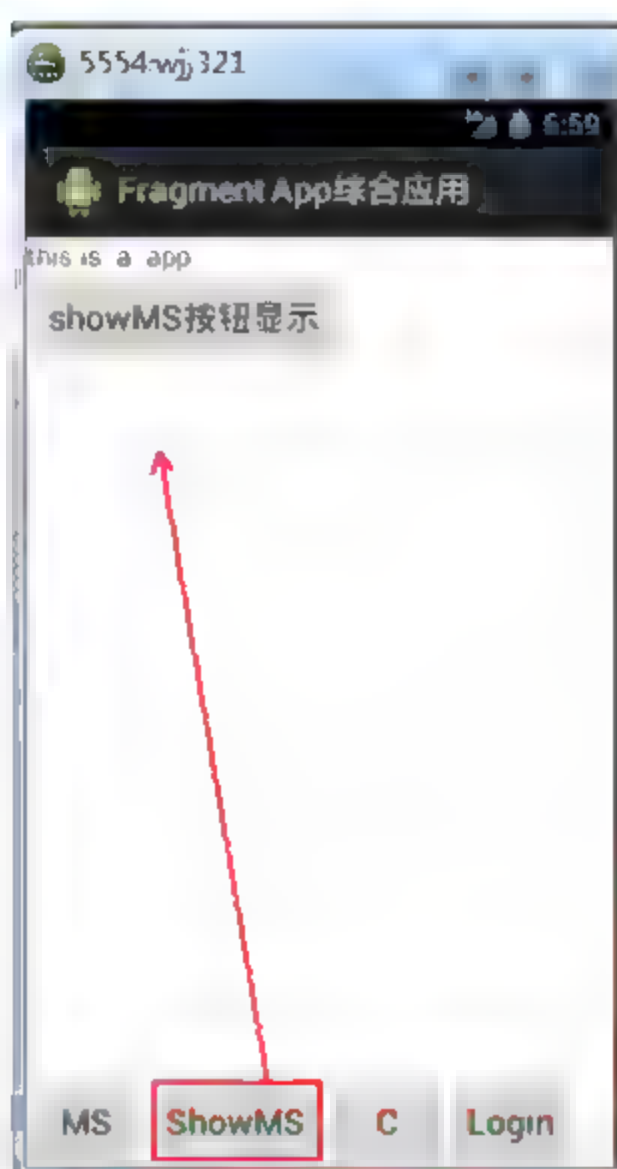 5554:wjj321
6:59
Fragment App综合应用
this is a app
showMS按钮显示
MS ShowMS C Login